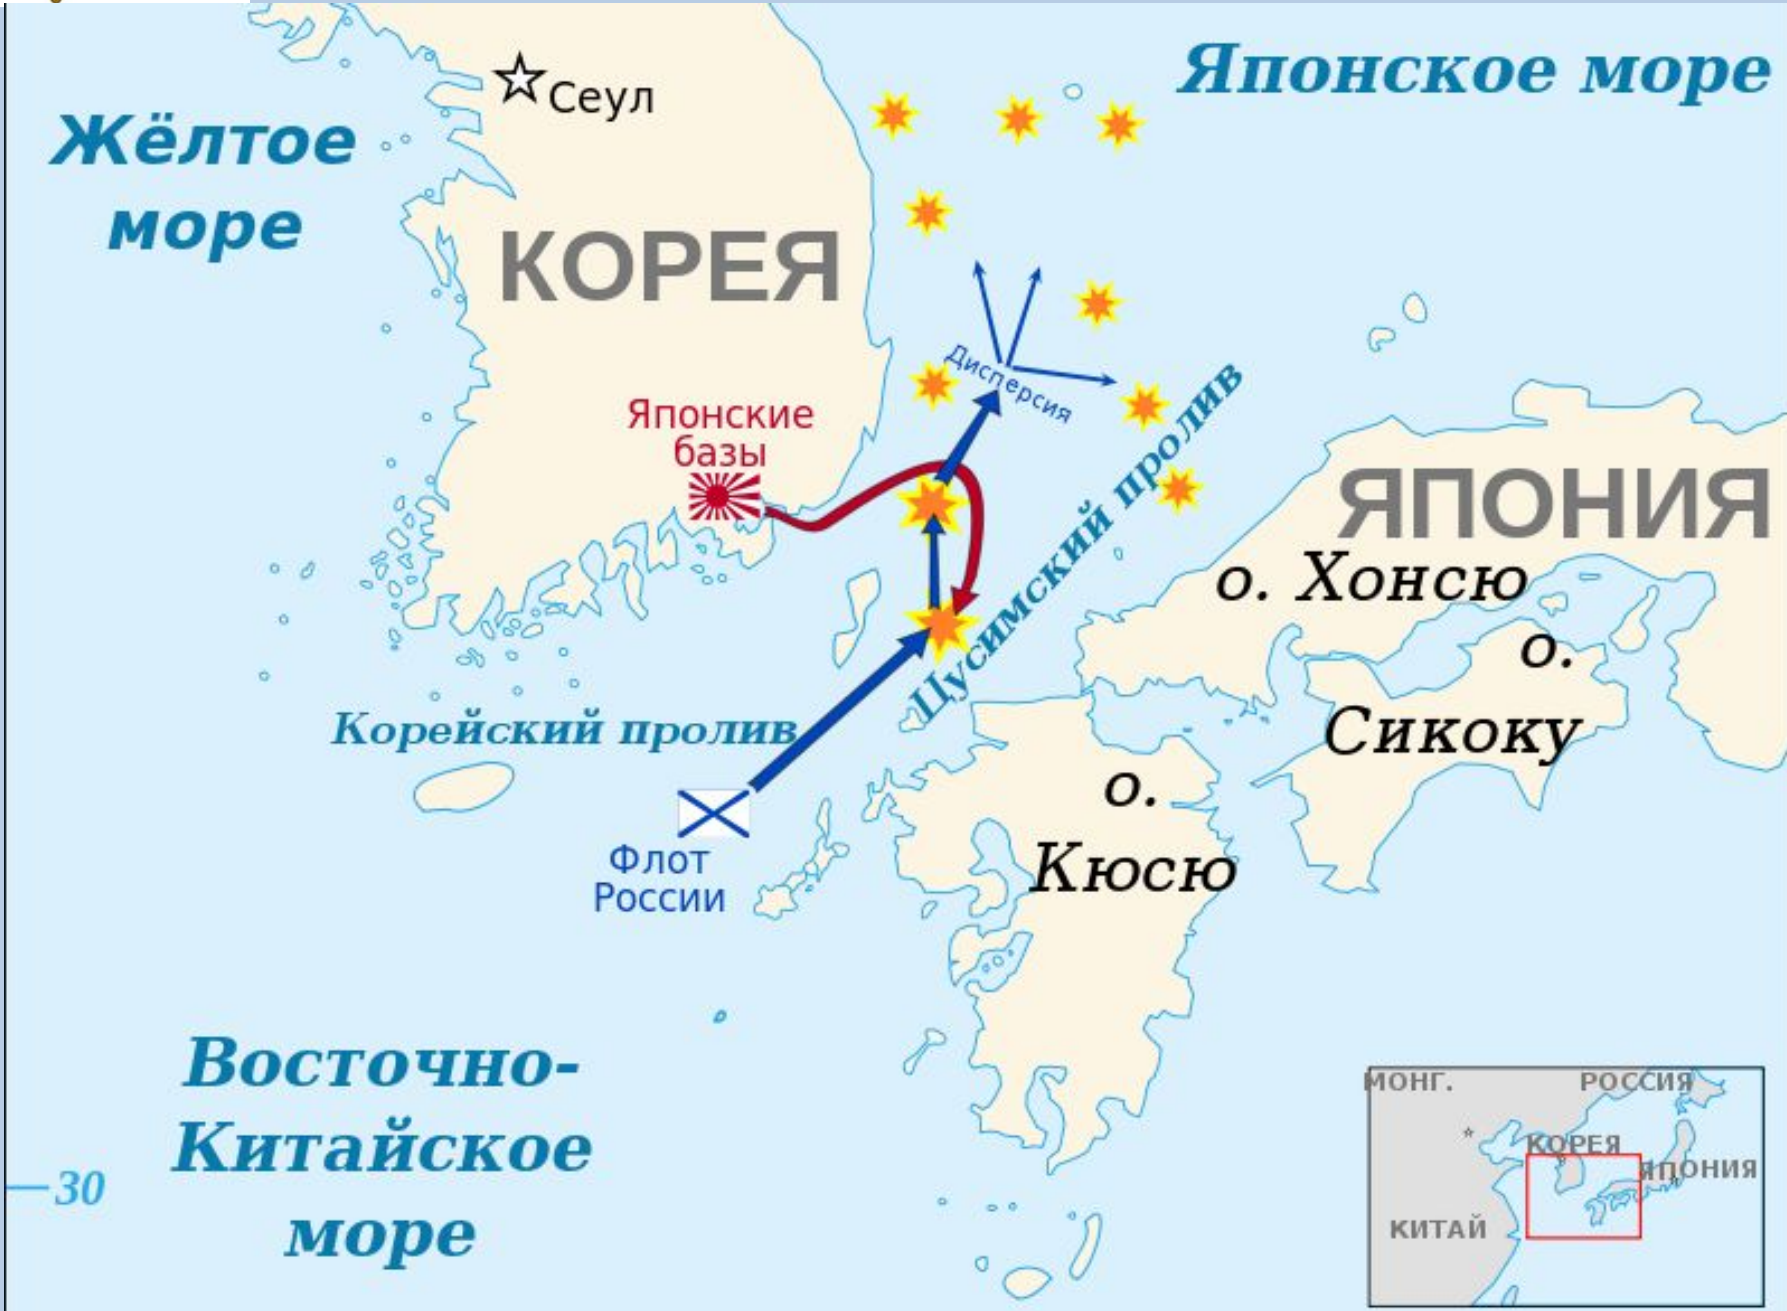 Японское море
Сеул
Жёлтое
море
КОРЕЯ
Дисперсия
Японские
базы
Цусимский пролив
ЯПОНИЯ
о. Хонсю
о.
Сикоку
Корейский пролив
о.
Кюсю
Флот
России
Восточно-
Китайское
море
30
МОНГ.
РОССИЯ
КОРЕЯ
ЯПОНИЯ
КИТАЙ